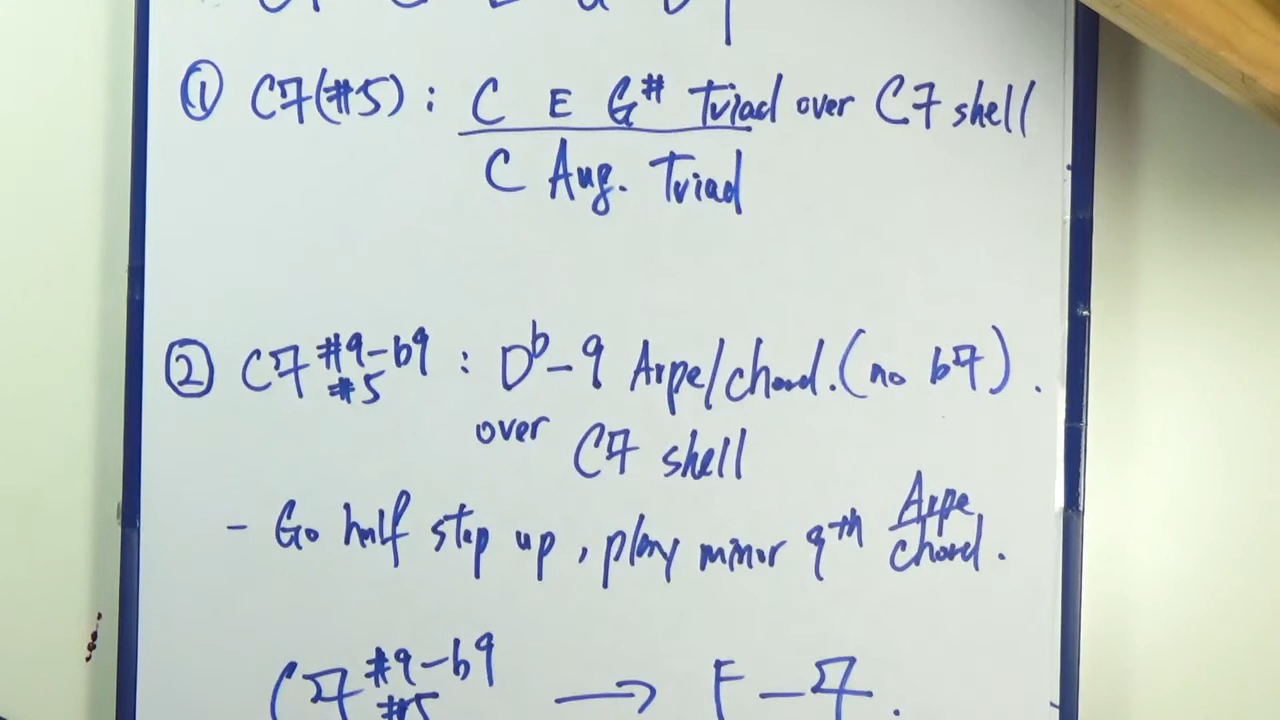 ① C7(#5) : C E G# Triad over C7 shell
C Aug. Triad
② C7 #9-b9 #5 : Db-9 Arpe/chord. (no b7).
over C7 shell
- Go half step up, play minor 9th Arpe chord.
C7 #9-b9 #5 → F-7.